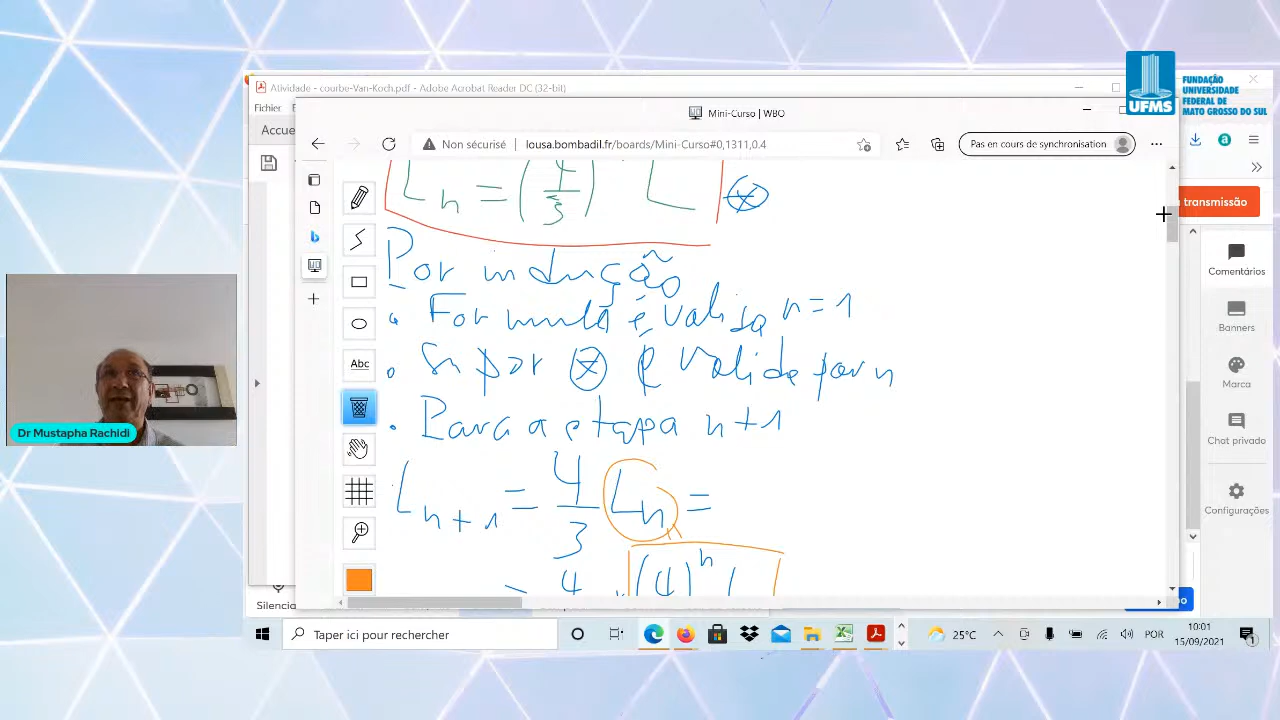 Atividade - courbe-Van-Koch.pdf - Adobe Acrobat Reader DC (32-bit)
UFMS
FUNDAÇÃO
UNIVERSIDADE
FEDERAL DE
MATO GROSSO DO SUL
Fichier
Mini-Curso | WBO
Accue
Non sécurisé
lousa.bombadil.fr/boards/Mini-Curso#0,1311,0.4
Pas en cours de synchronisation
a
L n = (4/3) L ⊛
transmissão
Por indução
• Formula é valida n = 1
• Supor ⊛ é valida por n
Abc
• Para a etapa n + 1
L n+1 = 4/3 L n =
= 4 (4)^n L
Comentários
Banners
Marca
Chat privado
Configurações
Dr Mustapha Rachidi
Silencia
Taper ici pour rechercher
25°C
POR
10:01
15/09/2021
1